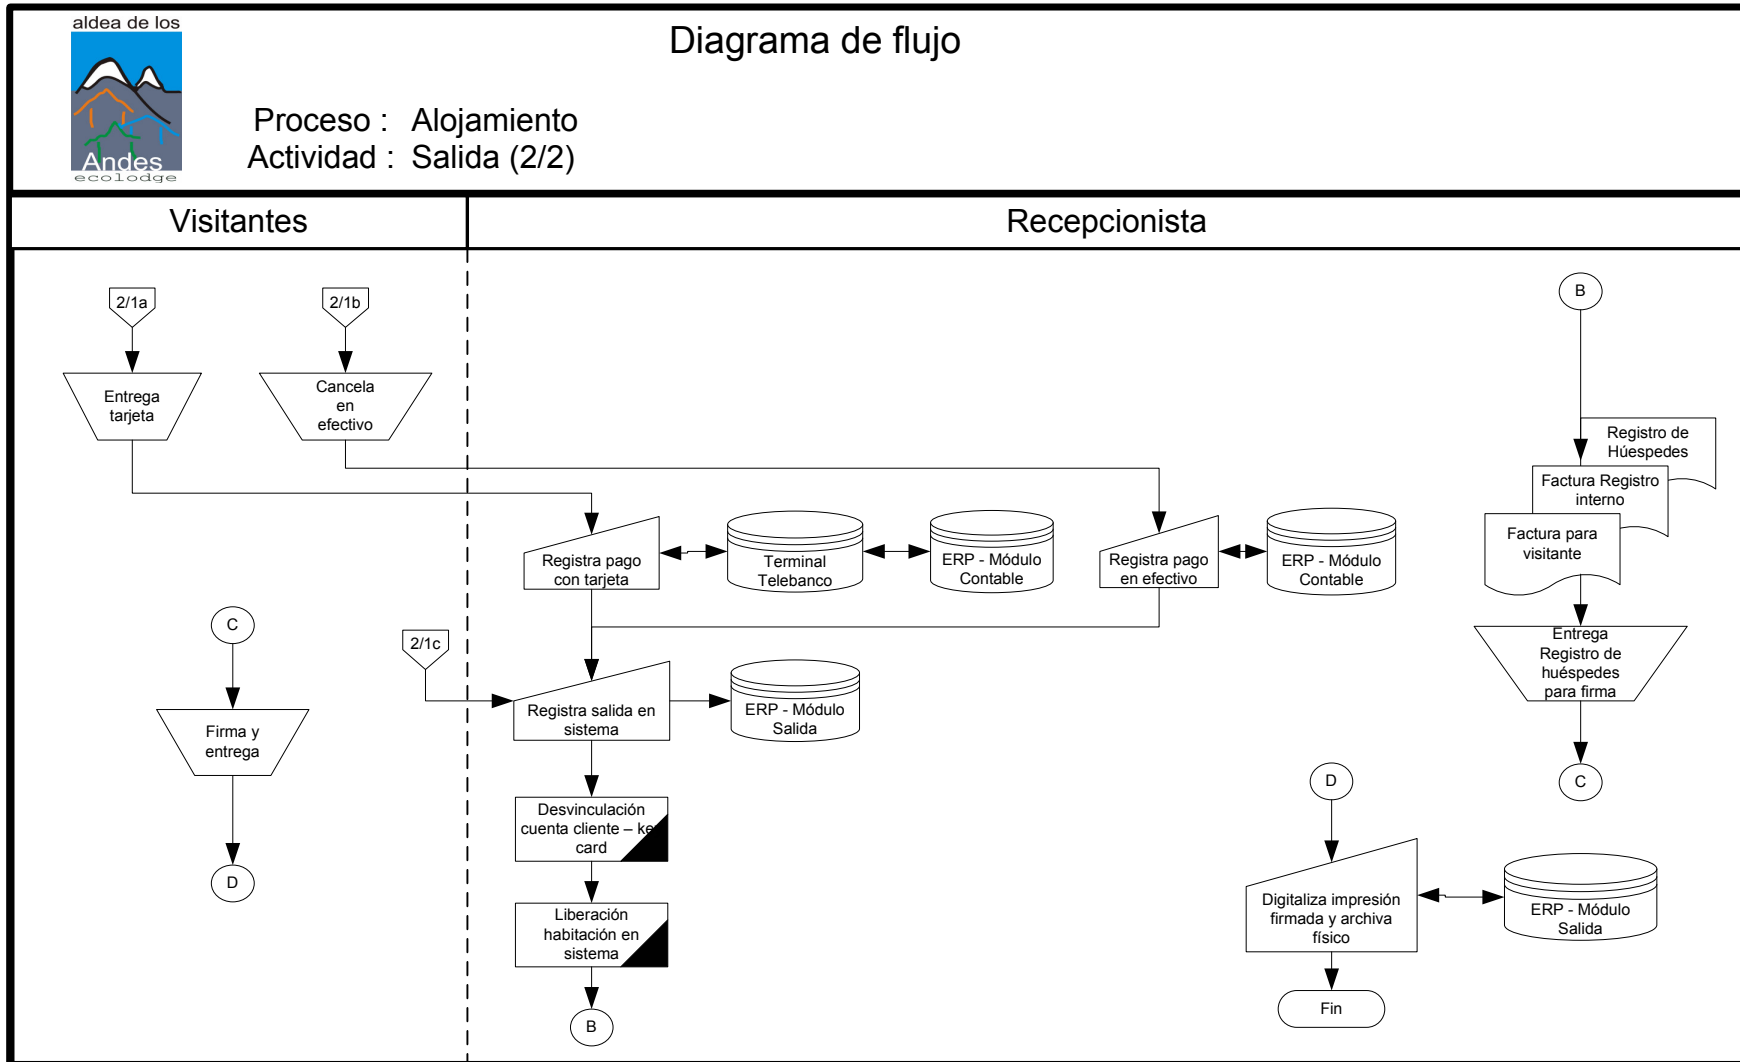 aldea de los
Andes
ecolodge
Diagrama de flujo
Proceso : Alojamiento
Actividad : Salida (2/2)
Visitantes
Recepcionista
2/1a
2/1b
Entrega
tarjeta
Cancela
en
efectivo
C
Firma y
entrega
D
2/1c
Registra pago
con tarjeta
Terminal
Telebanco
ERP - Módulo
Contable
Registra pago
en efectivo
ERP - Módulo
Contable
Registra salida en
sistema
ERP - Módulo
Salida
Desvinculación
cuenta cliente – key
card
Liberación
habitación en
sistema
B
B
Registro de
Húespedes
Factura Registro
interno
Factura para
visitante
Entrega
Registro de
huéspedes
para firma
C
D
Digitaliza impresión
firmada y archiva
físico
ERP - Módulo
Salida
Fin